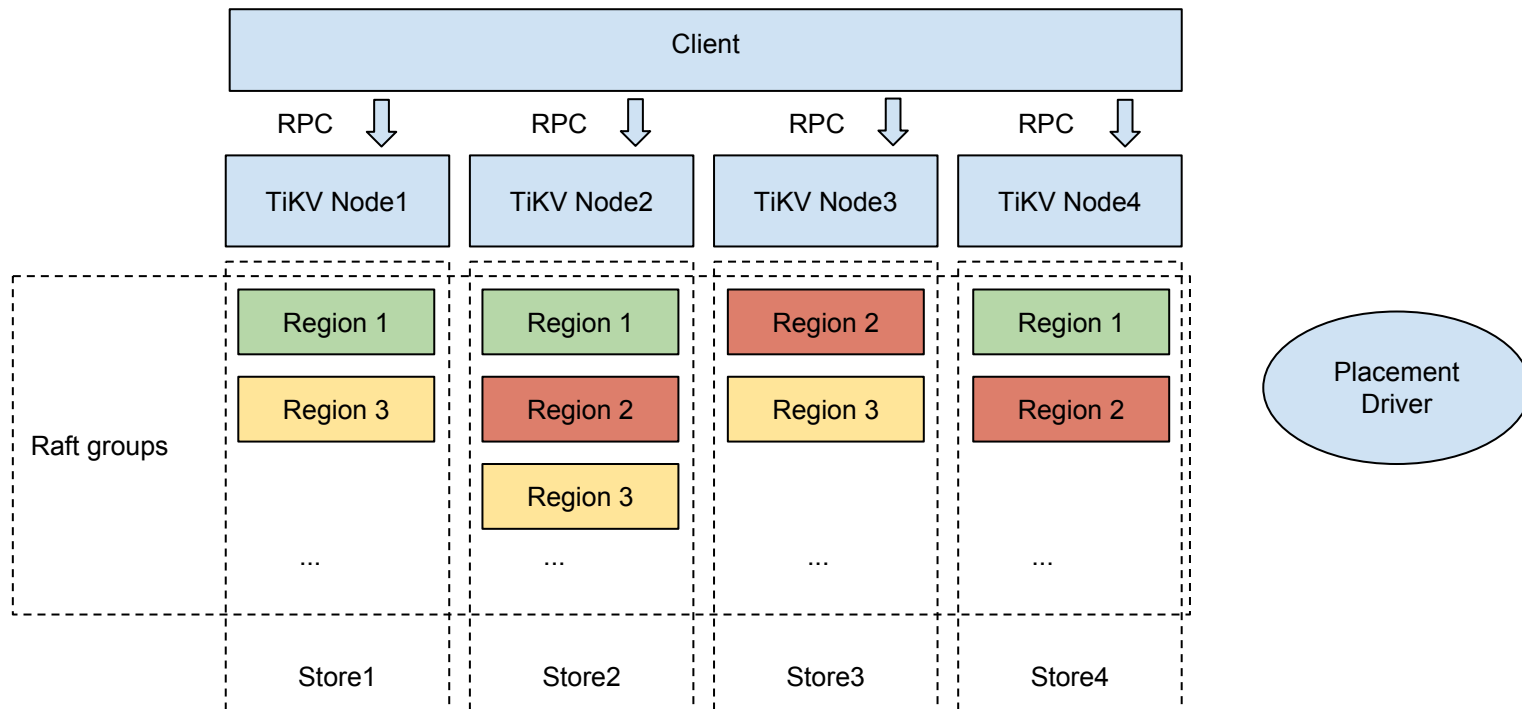 Client
RPC RPC RPC RPC
TiKV Node1 TiKV Node2 TiKV Node3 TiKV Node4
Region 1 Region 1 Region 2 Region 1
Region 3 Region 2 Region 3 Region 2
Placement
Driver
Raft groups
Region 3
... ... ... ...
Store1 Store2 Store3 Store4